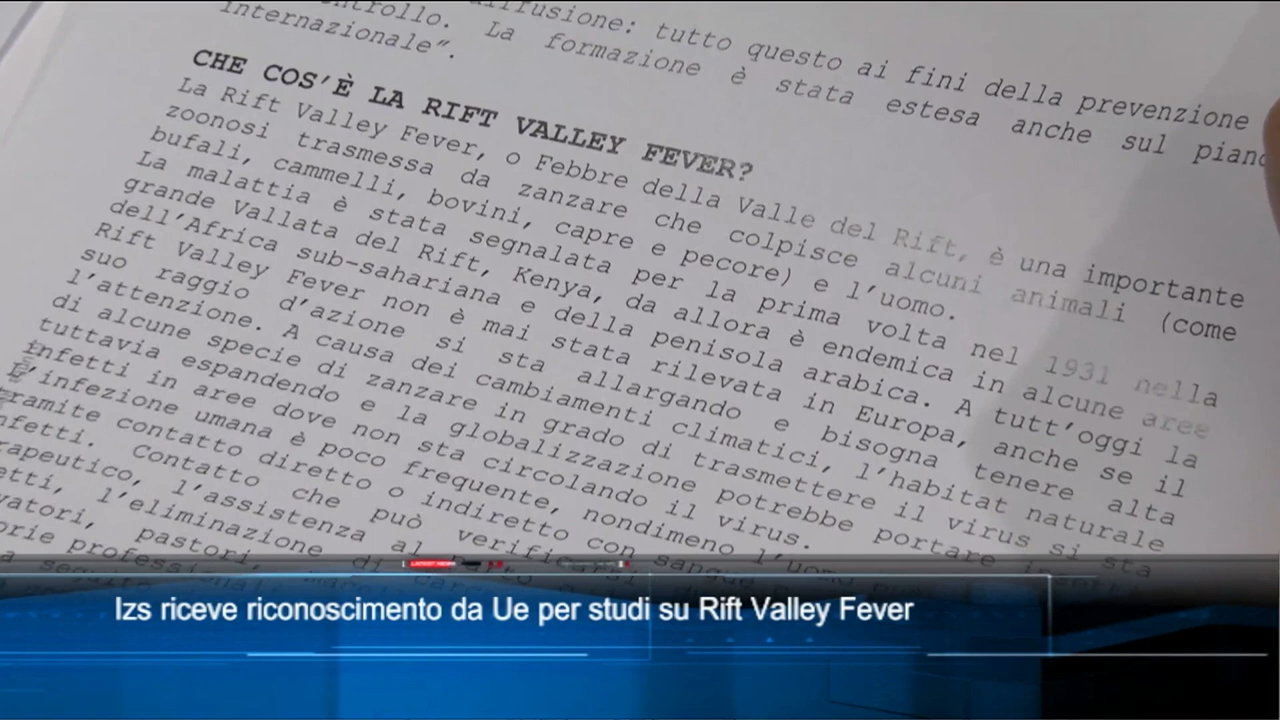 ntrollo. diffusione: tutto questo ai fini della prevenzione
internazionale". La formazione è stata estesa anche sul piano
CHE COS'È LA RIFT VALLEY FEVER?
La Rift Valley Fever, o Febbre della Valle del Rift, è una importante
zoonosi trasmessa da zanzare che colpisce alcuni animali (come
bufali, cammelli, bovini, capre e pecore) e l'uomo.
La malattia è stata segnalata per la prima volta nel 1931 nella
grande Vallata del Rift, Kenya, da allora è endemica in alcune aree
dell'Africa sub-sahariana e della penisola arabica. A tutt'oggi la
Rift Valley Fever non è mai stata rilevata in Europa, anche se il
suo raggio d'azione si sta allargando e bisogna tenere alta
l'attenzione. A causa dei cambiamenti climatici, l'habitat naturale
di alcune specie di zanzare in grado di trasmettere il virus si sta
tuttavia espandendo e la globalizzazione potrebbe portare
infetti in aree dove non sta circolando il virus.
L'infezione umana è poco frequente, nondimeno l'uomo
tramite contatto diretto o indiretto con sangue
nfetti. Contatto che può verificarsi
rapeutico, l'assistenza al
etti, l'eliminazione di
vatori, pastori,
orie
LATEST NEWS
Izs riceve riconoscimento da Ue per studi su Rift Valley Fever